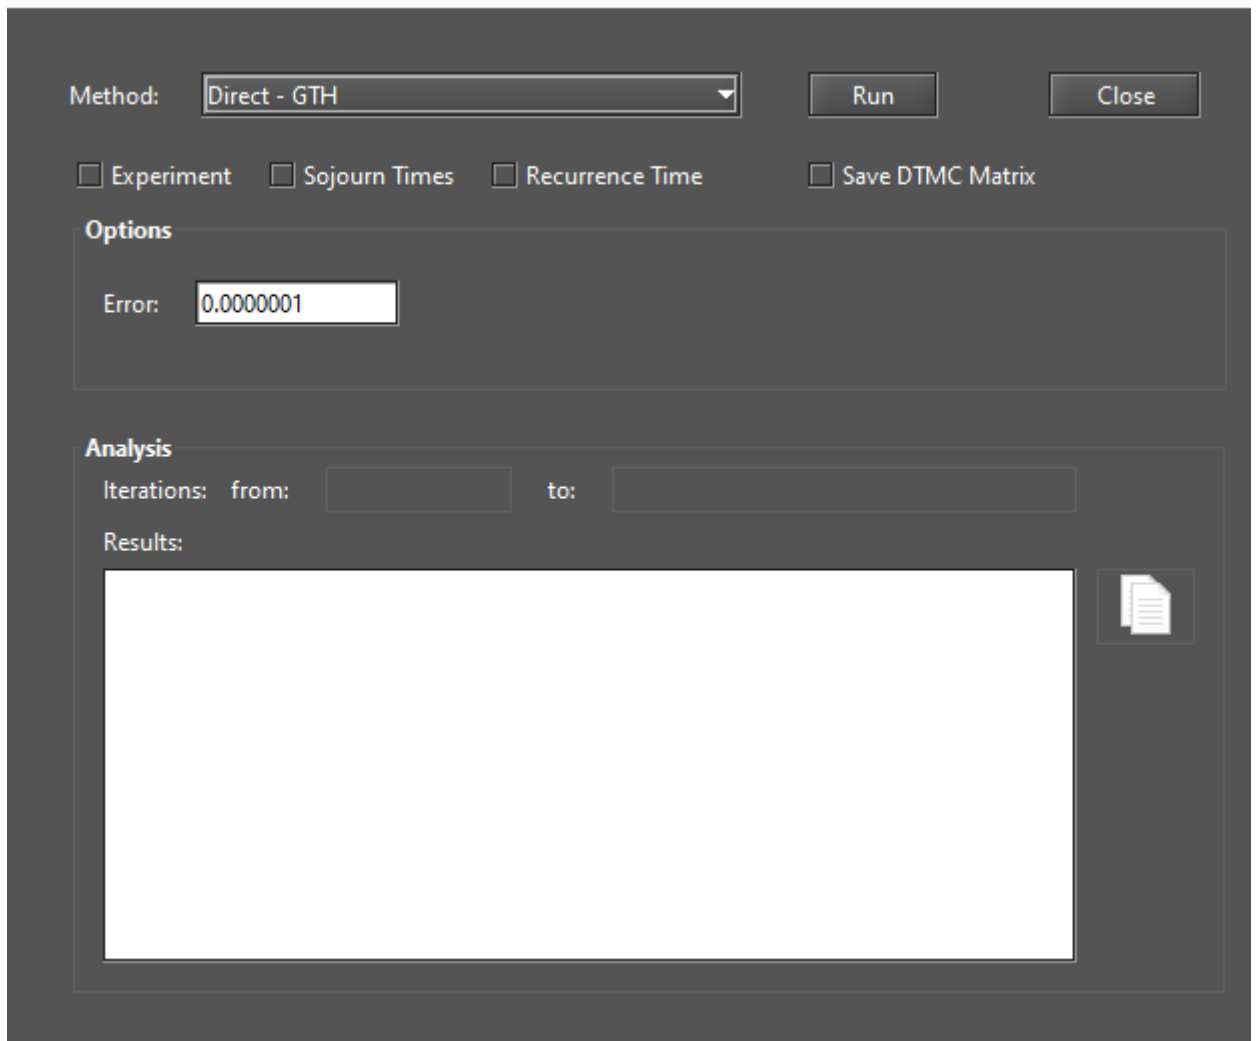 Method: Direct - GTH Run Close
Experiment Sojourn Times Recurrence Time Save DTMC Matrix
Options
Error: 0.0000001
Analysis
Iterations: from: to:
Results: